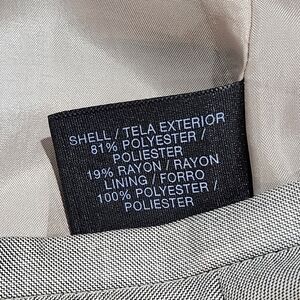 SHELL / TELA EXTERIOR
81% POLYESTER /
POLIESTER
19% RAYON / RAYON
LINING / FORRO
100% POLYESTER /
POLIESTER